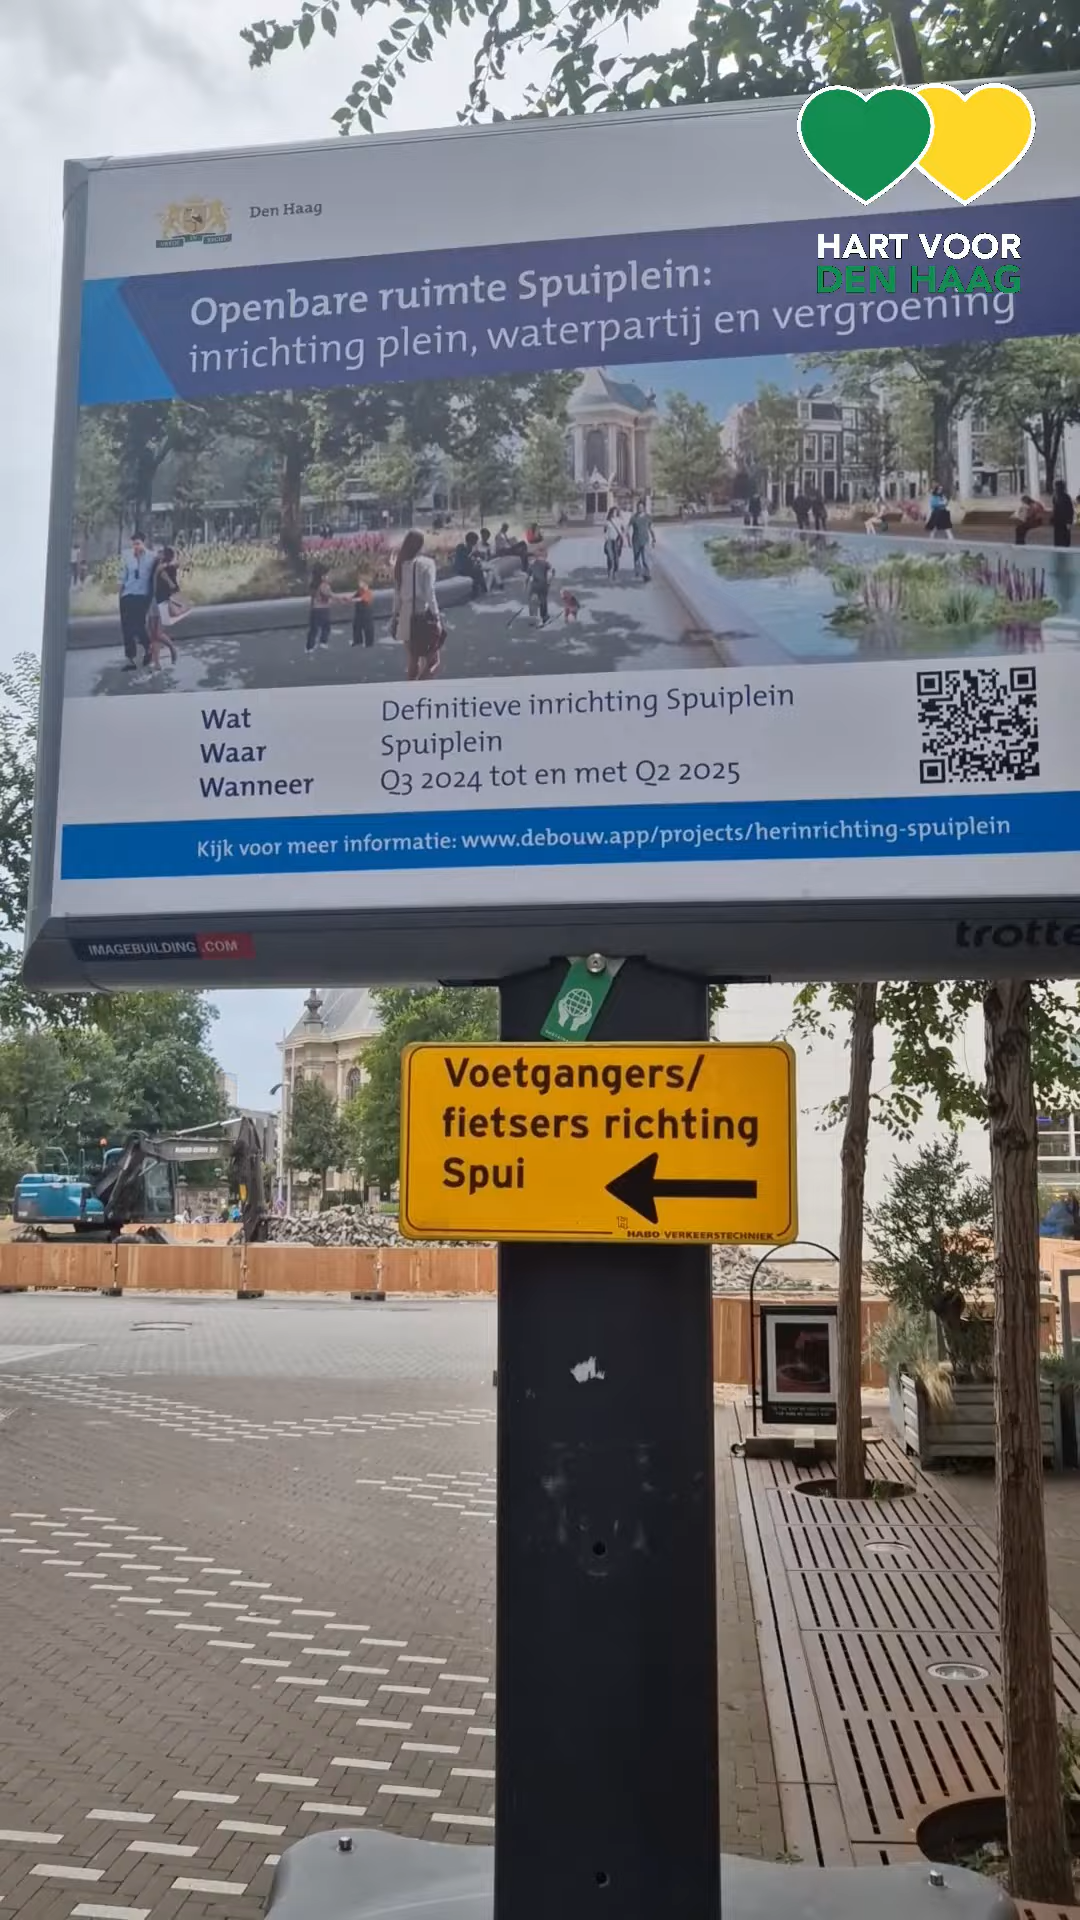 HART VOOR
DEN HAAG
Den Haag
Openbare ruimte Spuiplein:
inrichting plein, waterpartij en vergroening
Wat Definitieve inrichting Spuiplein
Waar Spuiplein
Wanneer Q3 2024 tot en met Q2 2025
Kijk voor meer informatie: www.debouw.app/projects/herinrichting-spuiplein
IMAGEBUILDING.COM
Voetgangers/
fietsers richting
Spui
HABO VERKEERSTECHNIEK